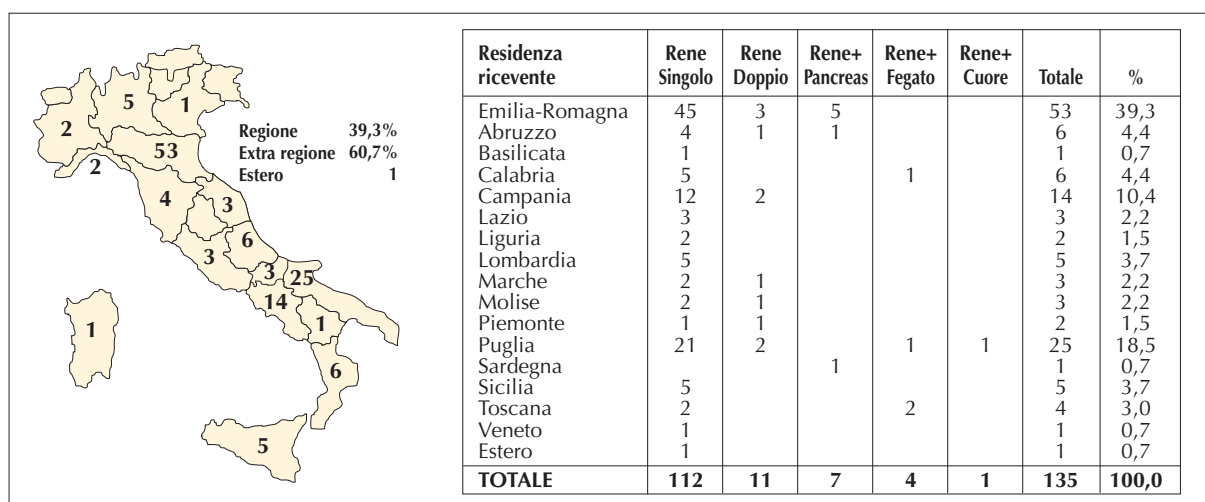 5
1
2
Regione 39,3%
Extra regione 60,7%
Estero 1
53
2
4
3
6
3
3
25
14
1
1
6
5
Residenza ricevente Rene Singolo Rene Doppio Rene+ Pancreas Rene+ Fegato Rene+ Cuore Totale %
Emilia-Romagna 45 3 5 53 39,3
Abruzzo 4 1 1 6 4,4
Basilicata 1 1 0,7
Calabria 5 1 6 4,4
Campania 12 2 14 10,4
Lazio 3 3 2,2
Liguria 2 2 1,5
Lombardia 5 5 3,7
Marche 2 1 3 2,2
Molise 2 1 3 2,2
Piemonte 1 1 2 1,5
Puglia 21 2 1 1 25 18,5
Sardegna 1 1 0,7
Sicilia 5 5 3,7
Toscana 2 2 4 3,0
Veneto 1 1 0,7
Estero 1 1 0,7
TOTALE 112 11 7 4 1 135 100,0